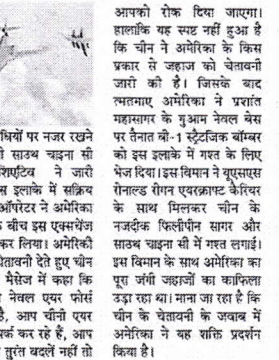 धियों पर नजर रखने
साउथ चाइना सी
शिएटिव ने जारी
स इलाके में सक्रिय
ऑपरेटर ने अमेरिका
बीच इस एक्सचेंज
कर लिया। अमेरिकी
चेतावनी देते हुए चीन
मैसेज में कहा कि
नेवल एयर फोर्स
है, आप चीनी एयर
र्क कर रहे हैं, आप
तुरंत बदलें नहीं तो
आपको रोक दिया जाएगा।
हालांकि यह स्पष्ट नहीं हुआ है
कि चीन ने अमेरिका के किस
प्रकार से जहाज को चेतावनी
जारी की है। जिसके बाद
त्मतमाए अमेरिका ने प्रशांत
महासागर के गुआम नेवल बेस
पर तैनात बी-1 स्ट्रैटजिक बॉम्बर
को इस इलाके में गश्त के लिए
भेज दिया। इस विमान ने यूएसएस
रोनाल्ड रीगन एयरक्राफ्ट कैरियर
के साथ मिलकर चीन के
नजदीक फिलीपीन सागर और
साउथ चाइना सी में गश्त लगाई।
इस विमान के साथ अमेरिका का
पूरा जंगी जहाजों का काफिला
उड़ा रहा था। माना जा रहा है कि
चीन के चेतावनी के जवाब में
अमेरिका ने यह शक्ति प्रदर्शन
किया है।